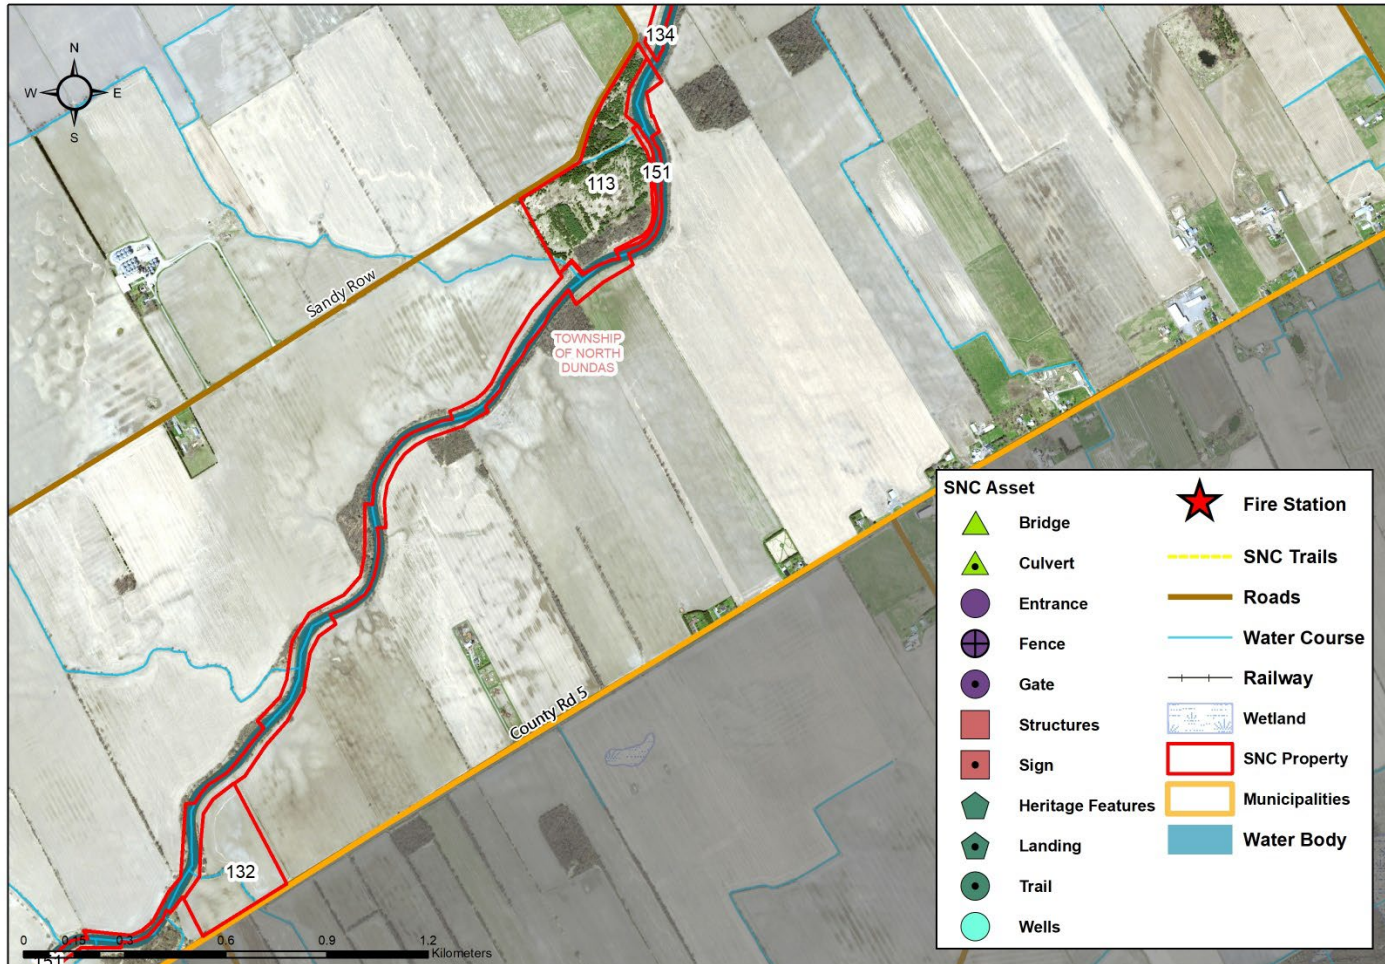 134
N
W
E
S
151
113
Sandy Row
TOWNSHIP
OF NORTH
DUNDAS
County Rd 5
132
0
0.15
0.3
0.6
0.9
1.2
Kilometers
151
SNC Asset
Bridge
Culvert
Entrance
Fence
Gate
Structures
Sign
Heritage Features
Landing
Trail
Wells
Fire Station
SNC Trails
Roads
Water Course
Railway
Wetland
SNC Property
Municipalities
Water Body